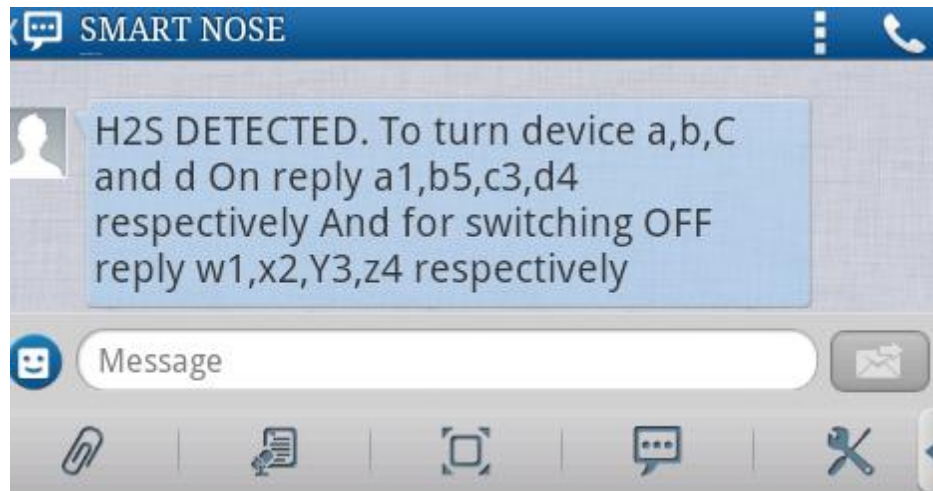 SMART NOSE
H2S DETECTED. To turn device a,b,C
and d On reply a1,b5,c3,d4
respectively And for switching OFF
reply w1,x2,Y3,z4 respectively
Message